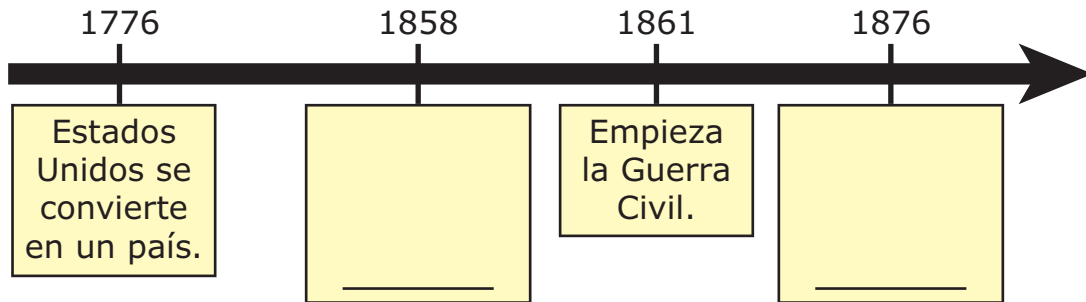 1776
1858
1861
1876
Estados
Unidos se
convierte
en un país.
Empieza
la Guerra
Civil.